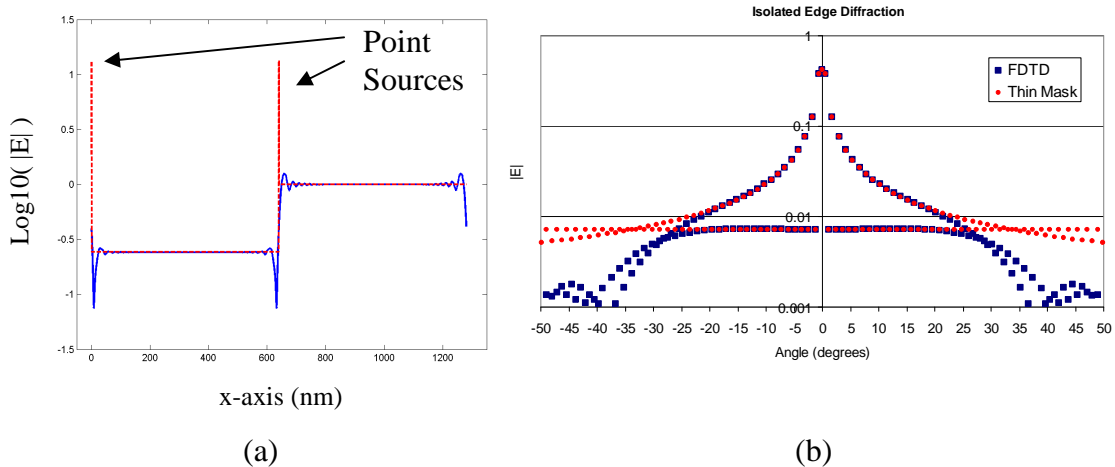 Point
Sources
Log10( |E| )
1.5
1
0.5
0
-0.5
-1
-1.5
0
200
400
600
800
1000
1200
x-axis (nm)
(a)
Isolated Edge Diffraction
FDTD
Thin Mask
|E|
1
0.1
0.01
0.001
-50 -45 -40 -35 -30 -25 -20 -15 -10 -5 0 5 10 15 20 25 30 35 40 45 50
Angle (degrees)
(b)